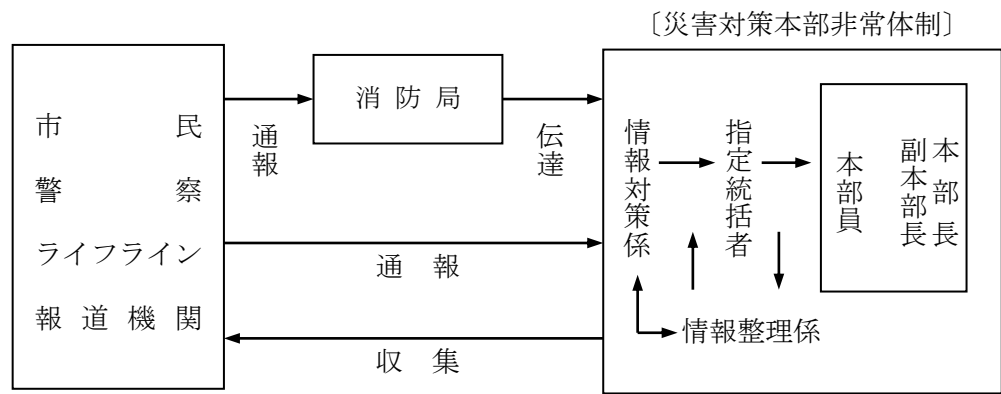 〔災害対策本部非常体制〕
市民
警察
ライフライン
報道機関
通報
消防局
伝達
通報
収集
情報対策係
指定統括者
本部長
副本部長
本部員
情報整理係